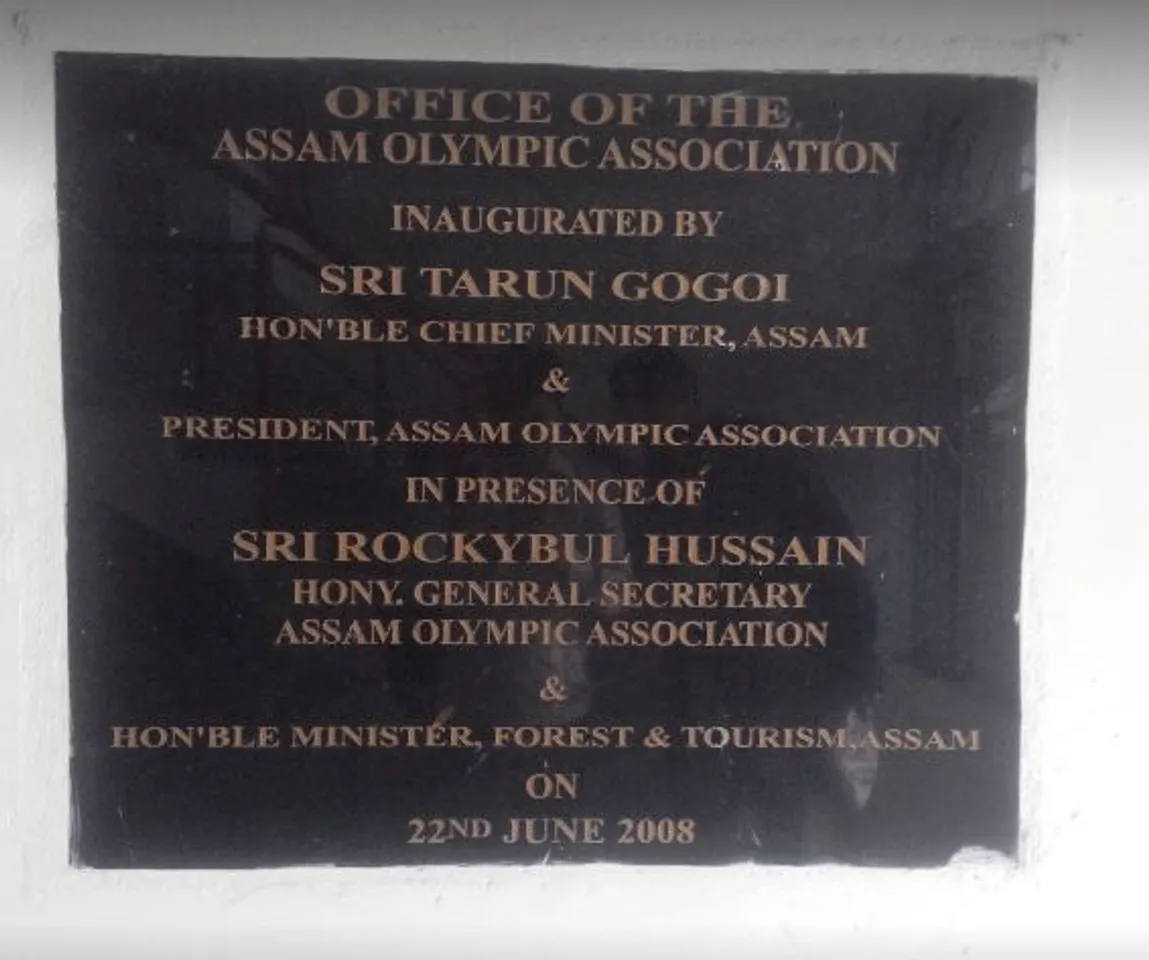 OFFICE OF THE
ASSAM OLYMPIC ASSOCIATION
INAUGURATED BY
SRI TARUN GOGOI
HON'BLE CHIEF MINISTER, ASSAM
&
PRESIDENT, ASSAM OLYMPIC ASSOCIATION
IN PRESENCE OF
SRI ROCKYBUL HUSSAIN
HONY. GENERAL SECRETARY
ASSAM OLYMPIC ASSOCIATION
&
HON'BLE MINISTER, FOREST & TOURISM, ASSAM
ON
22ND JUNE 2008